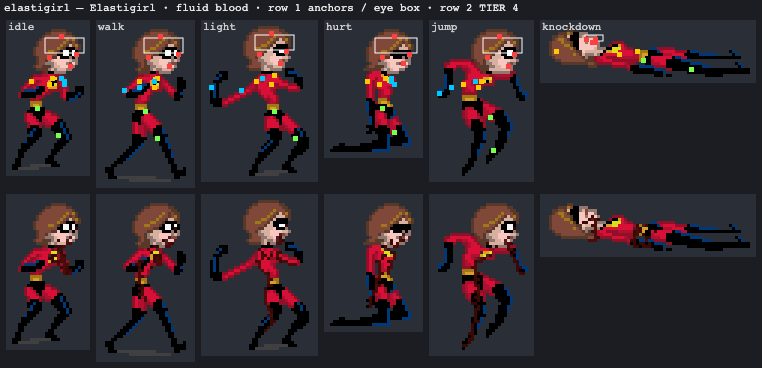 elastigirl — Elastigirl · fluid blood · row 1 anchors / eye box · row 2 TIER 4
idle walk light hurt jump knockdown